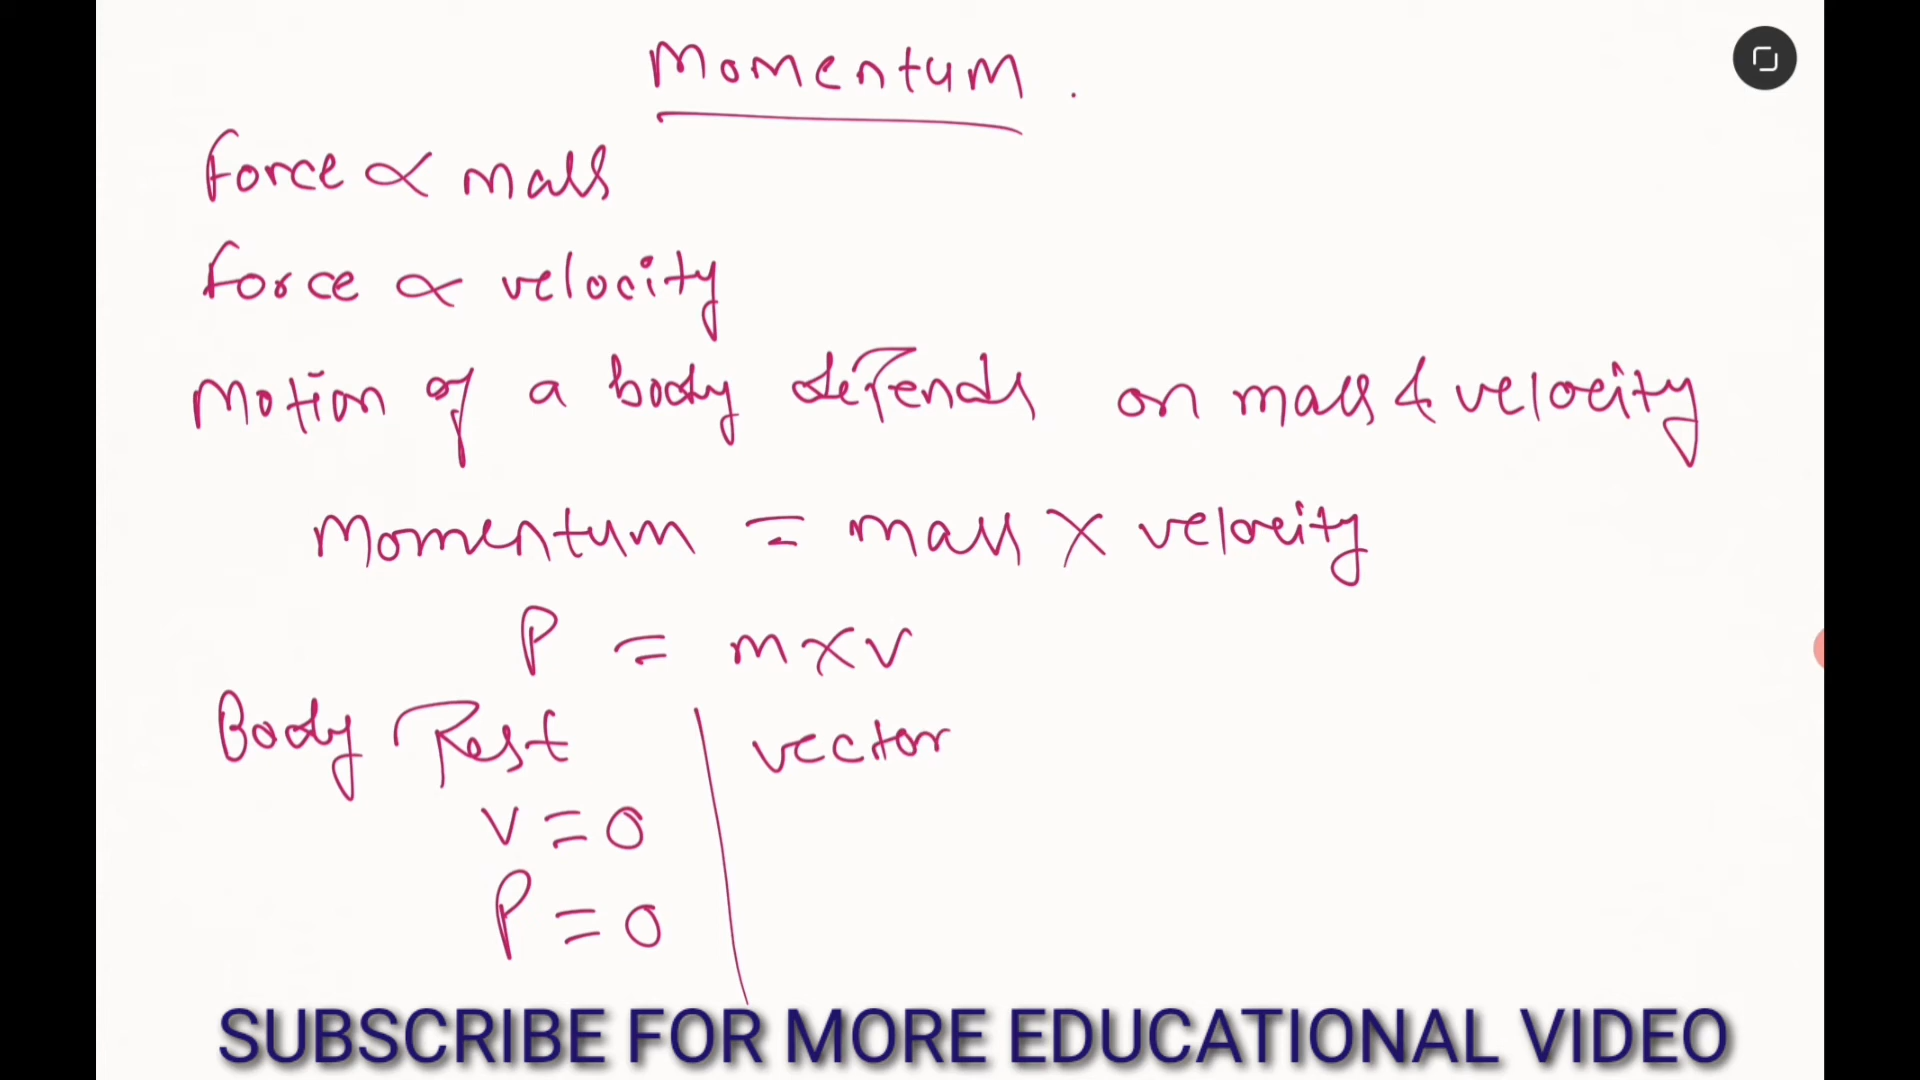 Momentum.
Force ∝ mass
Force ∝ velocity
Motion of a body depends on mass & velocity
Momentum = mass × velocity
P = m×v
Body Rest
v = 0
P = 0
vector
SUBSCRIBE FOR MORE EDUCATIONAL VIDEO